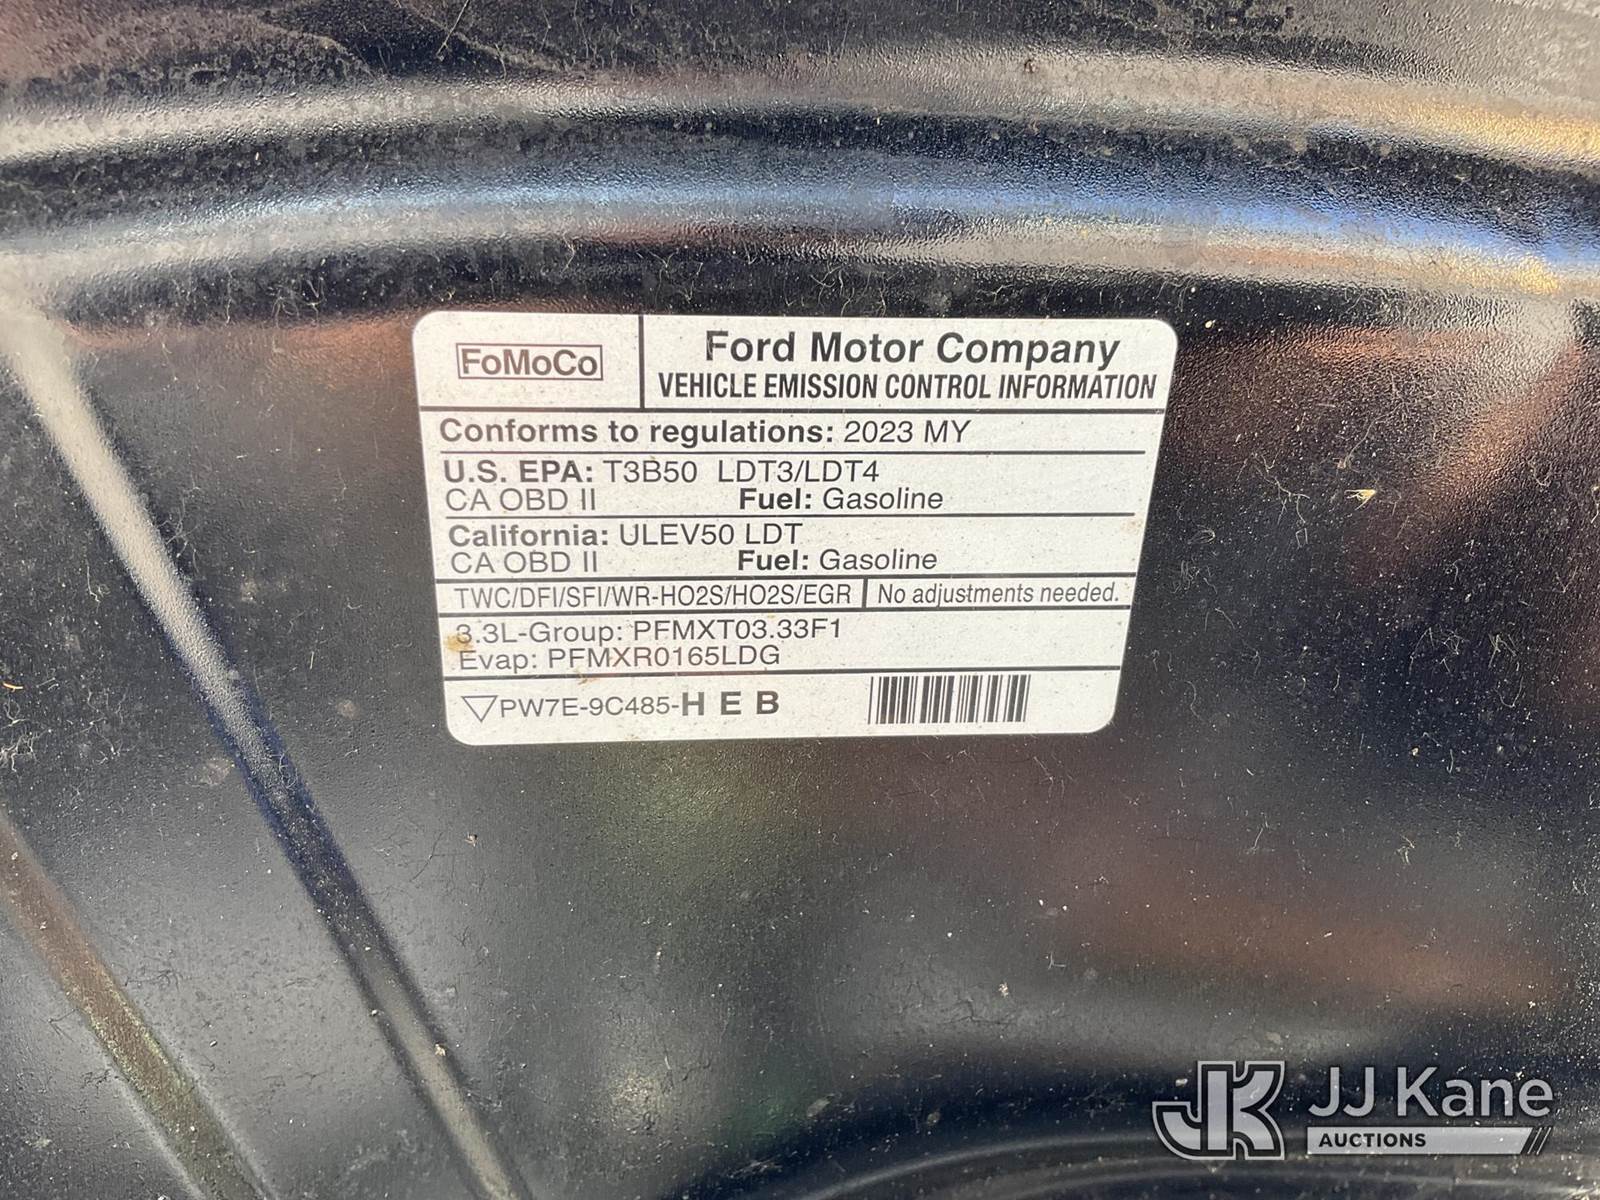 FoMoCo
Ford Motor Company
VEHICLE EMISSION CONTROL INFORMATION
Conforms to regulations: 2023 MY
U.S. EPA: T3B50 LDT3/LDT4
CA OBD II Fuel: Gasoline
California: ULEV50 LDT
CA OBD II Fuel: Gasoline
TWC/DFI/SFI/WR-HO2S/HO2S/EGR No adjustments needed.
3.3L-Group: PFMXT03.33F1
Evap: PFMXR0165LDG
PW7E-9C485-H E B
JK JJ Kane
AUCTIONS